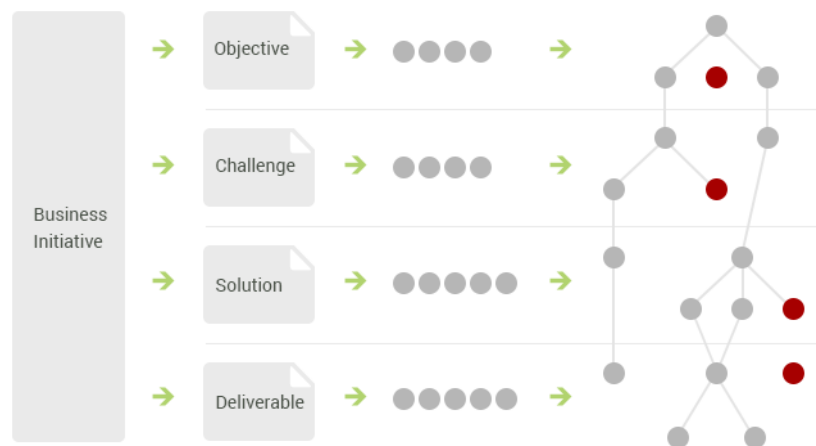 Business
Initiative
Objective
Challenge
Solution
Deliverable